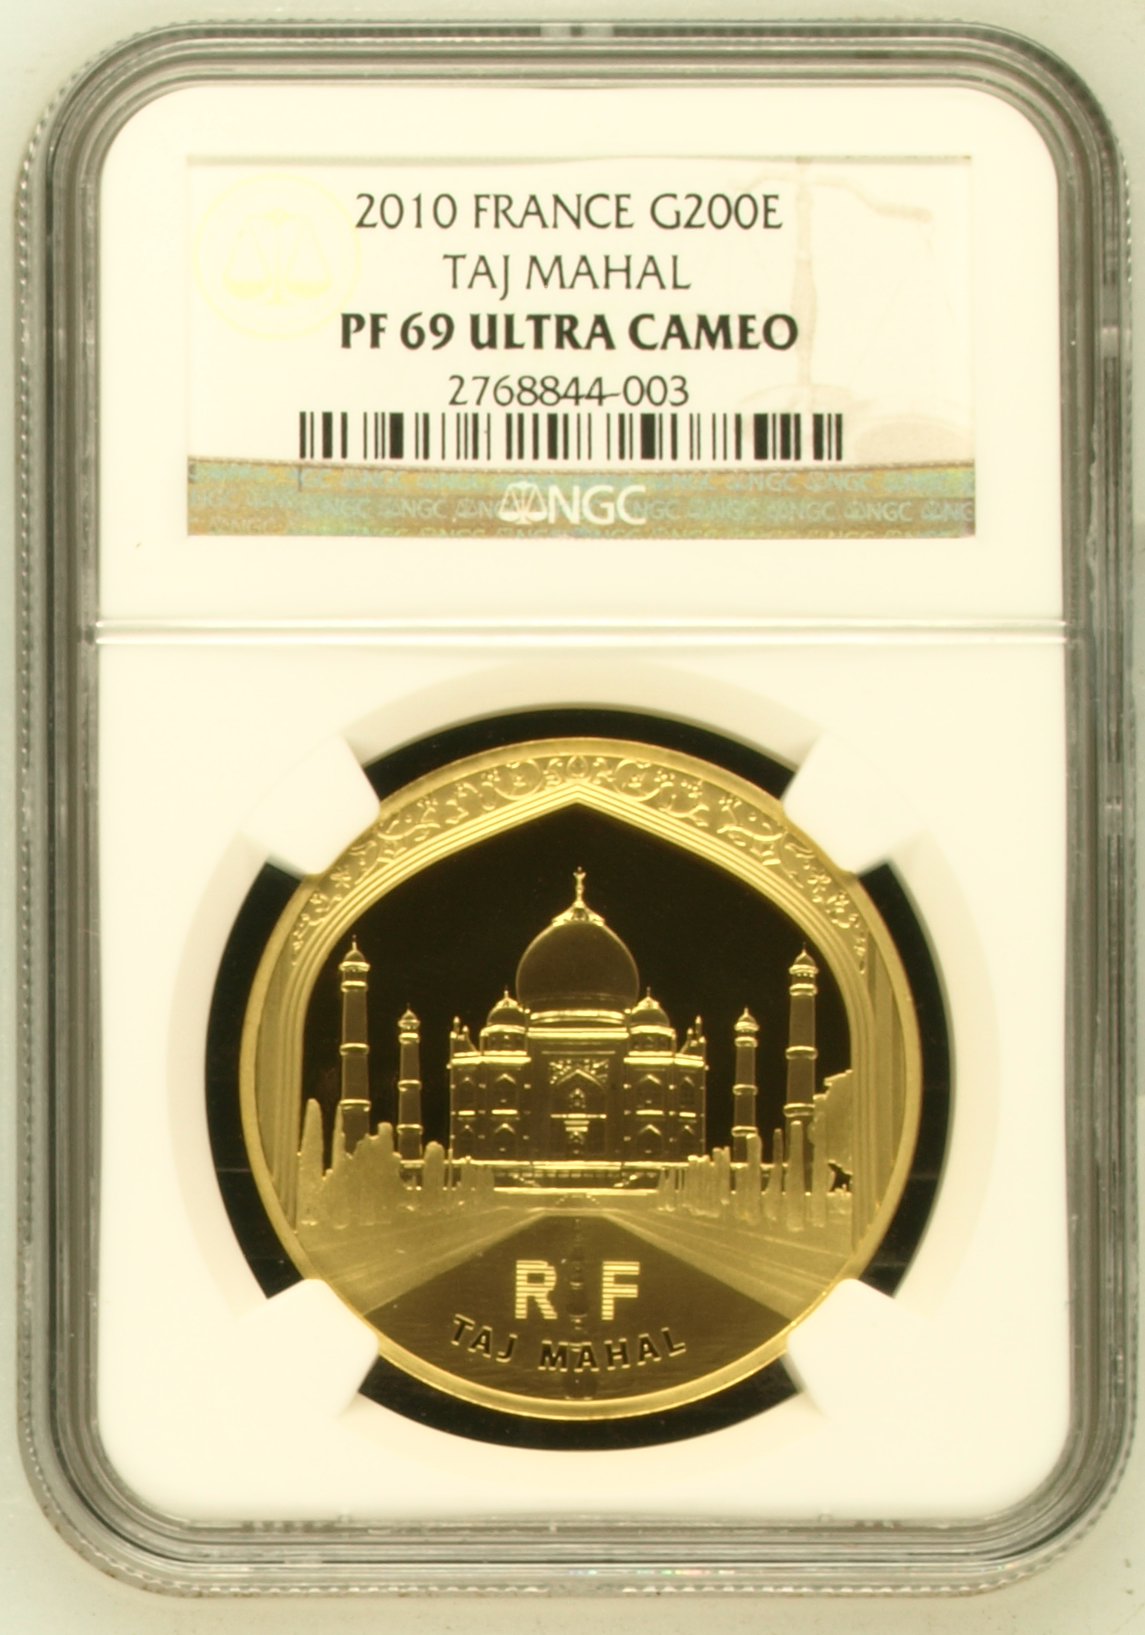 2010 FRANCE G200E
TAJ MAHAL
PF 69 ULTRA CAMEO
2768844-003
NGC
R F
TAJ MAHAL